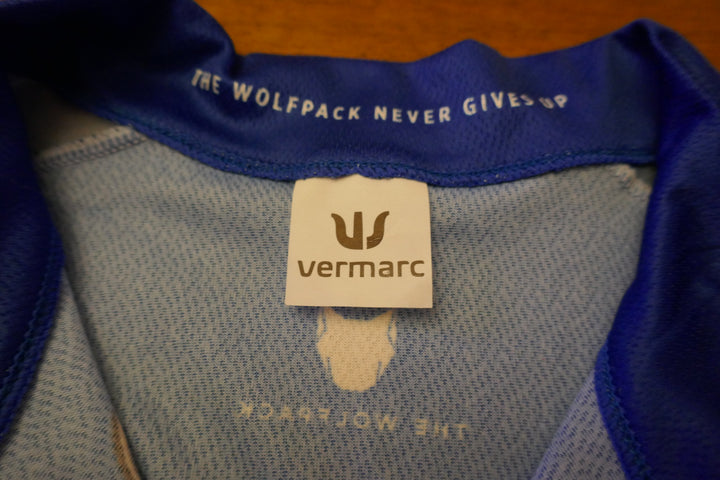 THE WOLFPACK NEVER GIVES UP
vermarc
THE WOLFPACK